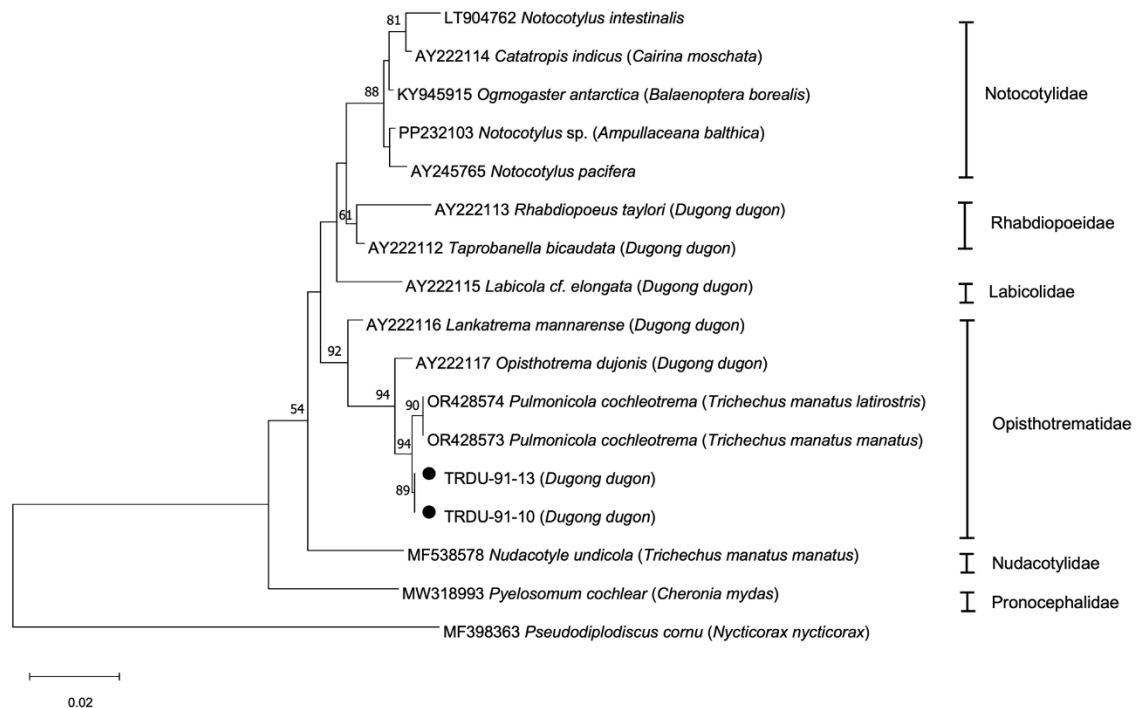 81
LT904762 Notocotylus intestinalis
AY222114 Catatropis indicus (Cairina moschata)
88
KY945915 Ogmogaster antarctica (Balaenoptera borealis)
Notocotylidae
PP232103 Notocotylus sp. (Ampullaceana balthica)
AY245765 Notocotylus pacifera
61
AY222113 Rhabdiopoeus taylori (Dugong dugon)
Rhabdiopoeidae
AY222112 Taprobanella bicaudata (Dugong dugon)
AY222115 Labicola cf. elongata (Dugong dugon)
Labicolidae
AY222116 Lankatrema mannarense (Dugong dugon)
92
AY222117 Opisthotrema dujonis (Dugong dugon)
94
90
OR428574 Pulmonicola cochleotrema (Trichechus manatus latirostris)
54
Opisthotrematidae
94
OR428573 Pulmonicola cochleotrema (Trichechus manatus manatus)
TRDU-91-13 (Dugong dugon)
89
TRDU-91-10 (Dugong dugon)
MF538578 Nudacotyle undicola (Trichechus manatus manatus)
Nudacotylidae
MW318993 Pyelosomum cochlear (Cheronia mydas)
Pronocephalidae
MF398363 Pseudodiplodiscus cornu (Nycticorax nycticorax)
0.02